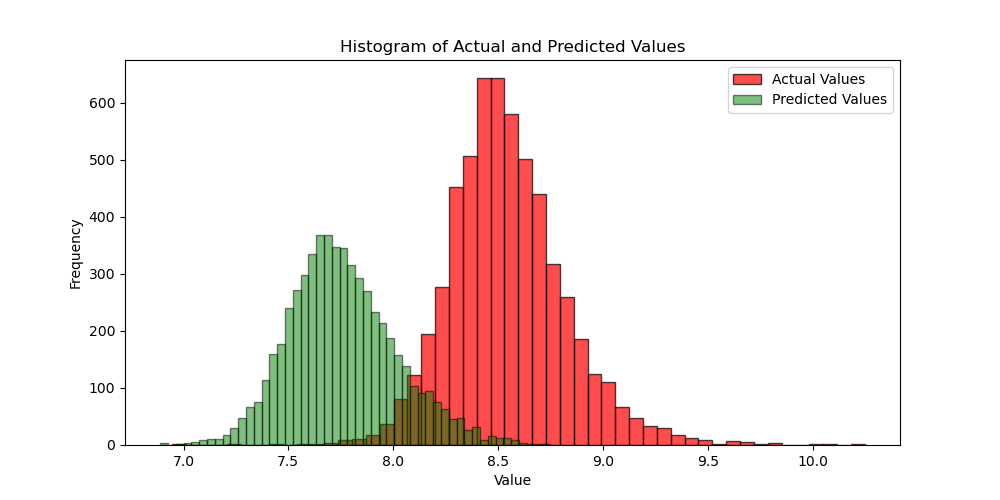 Histogram of Actual and Predicted Values
Actual Values
Predicted Values
Frequency
600
500
400
300
200
100
0
7.0 7.5 8.0 8.5 9.0 9.5 10.0
Value